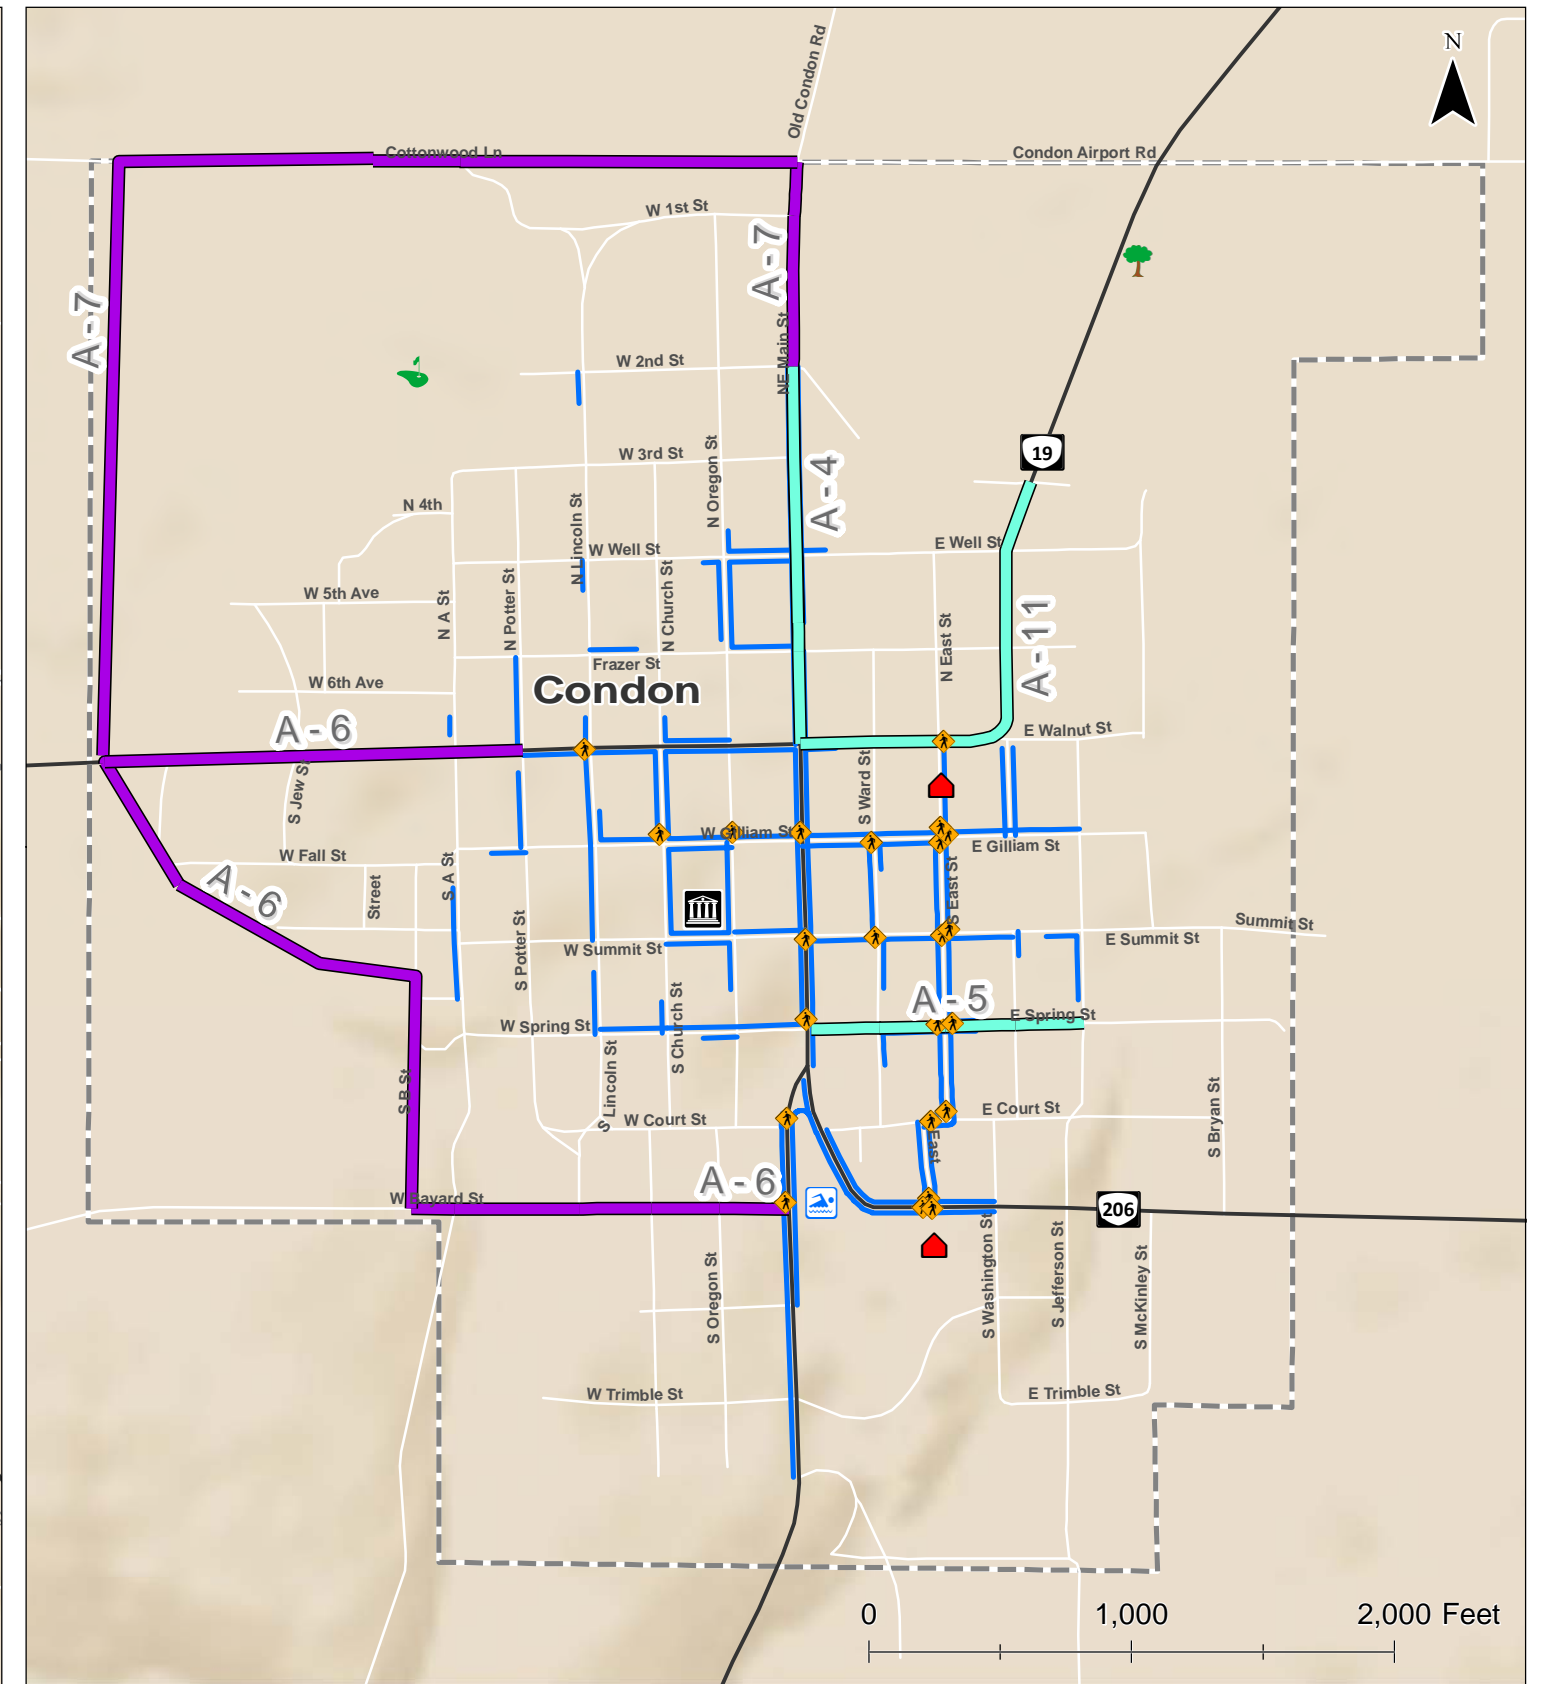 N
Old Condon Rd
Cottonwood Ln
Condon Airport Rd
W 1st St
A - 7
A - 7
NE Main St
W 2nd St
19
W 3rd St
N Oregon St
A - 4
N 4th
N Lincoln St
W Well St
E Well St
W 5th Ave
N A St
N Potter St
N Church St
N East St
A - 11
Frazer St
W 6th Ave
Condon
A - 6
E Walnut St
S Jew St
S Ward St
W Gilliam St
E Gilliam St
W Fall St
Street
S A St
A - 6
S East St
S Potter St
W Summit St
E Summit St
Summit St
A - 5
W Spring St
S Church St
E Spring St
S B St
S Lincoln St
W Court St
E Court St
East
S Bryan St
W Bayard St
A - 6
206
S Oregon St
S Washington St
S Jefferson St
S McKinley St
W Trimble St
E Trimble St
0 1,000 2,000 Feet